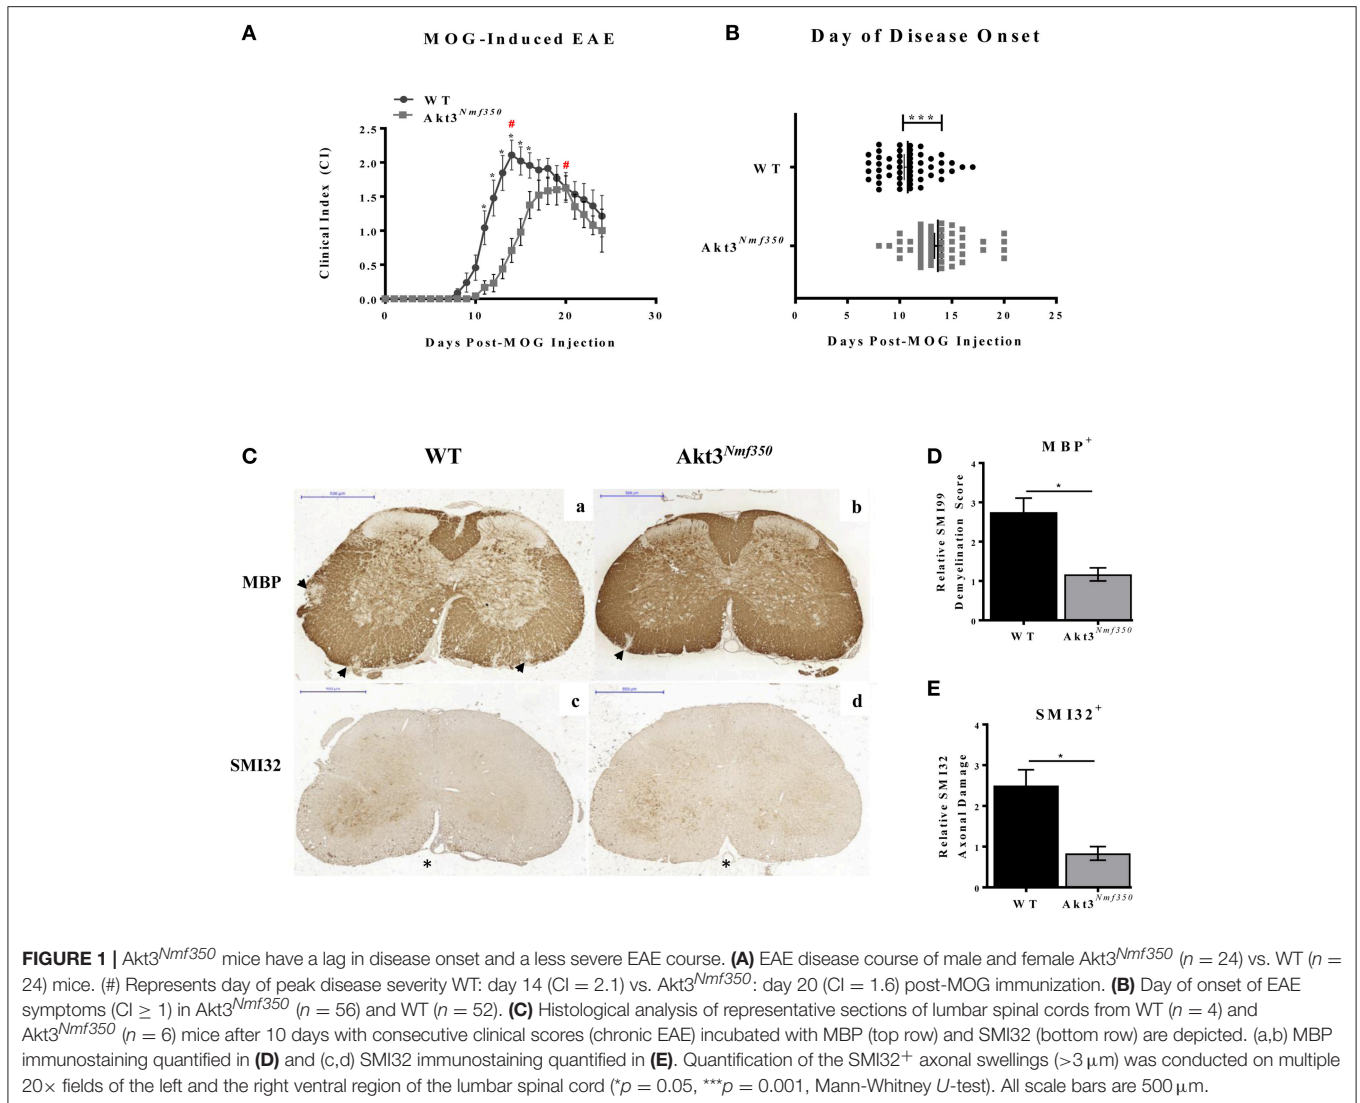 A
MOG-Induced EAE
WT
Akt3Nmf350
#
#
* * * * * *
2.5
2.0
1.5
1.0
0.5
0.0
Clinical Index (CI)
0 10 20 30
Days Post-MOG Injection
B
Day of Disease Onset
***
WT
Akt3Nmf350
0 5 10 15 20 25
Days Post-MOG Injection
C
WT Akt3Nmf350
MBP
500 μm
a
500 μm
b
SMI32
500 μm
c
500 μm
d
* *
D
MBP+
Relative SMI99
Demyelination Score
4
3
2
1
0
*
WT Akt3Nmf350
E
SMI32+
Relative SMI32
Axonal Damage
4
3
2
1
0
*
WT Akt3Nmf350
FIGURE 1 | Akt3Nmf350 mice have a lag in disease onset and a less severe EAE course. (A) EAE disease course of male and female Akt3Nmf350 (n = 24) vs. WT (n =
24) mice. (#) Represents day of peak disease severity WT: day 14 (CI = 2.1) vs. Akt3Nmf350: day 20 (CI = 1.6) post-MOG immunization. (B) Day of onset of EAE
symptoms (CI ≥ 1) in Akt3Nmf350 (n = 56) and WT (n = 52). (C) Histological analysis of representative sections of lumbar spinal cords from WT (n = 4) and
Akt3Nmf350 (n = 6) mice after 10 days with consecutive clinical scores (chronic EAE) incubated with MBP (top row) and SMI32 (bottom row) are depicted. (a,b) MBP
immunostaining quantified in (D) and (c,d) SMI32 immunostaining quantified in (E). Quantification of the SMI32+ axonal swellings (>3 μm) was conducted on multiple
20× fields of the left and the right ventral region of the lumbar spinal cord (*p = 0.05, ***p = 0.001, Mann-Whitney U-test). All scale bars are 500 μm.